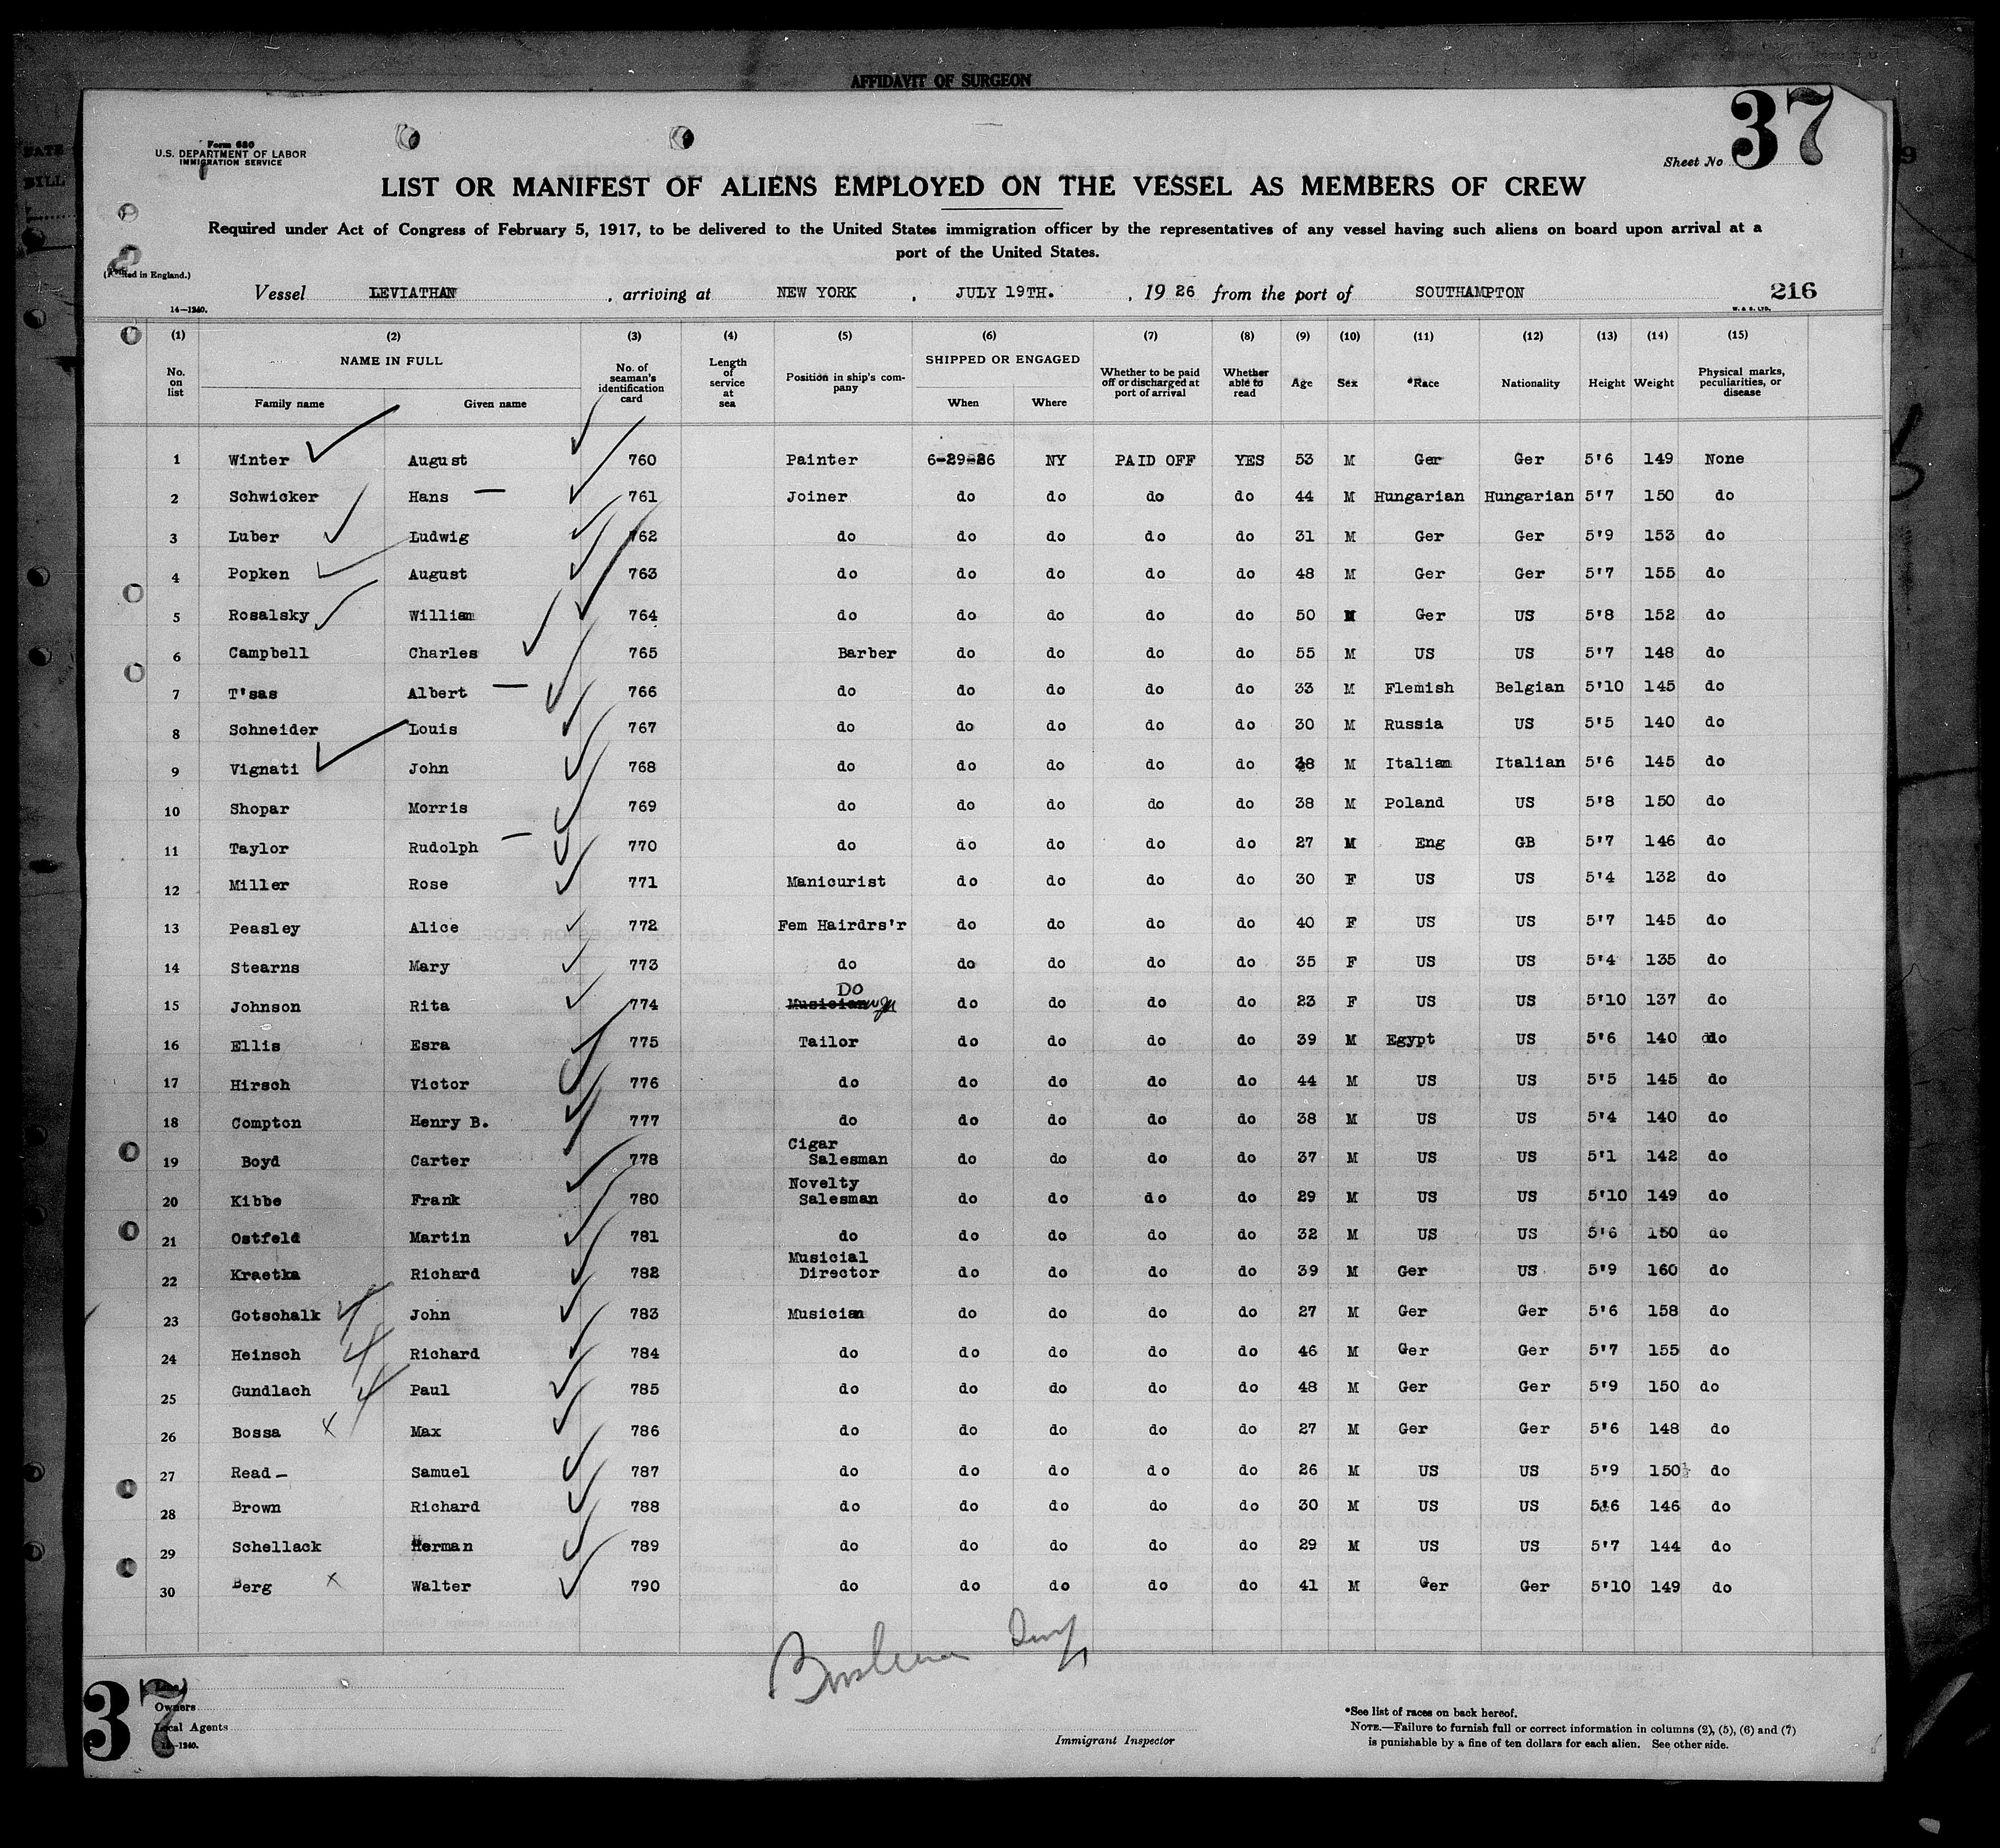 AFFIDAVIT OF SURGEON
37
Form 680
U.S. DEPARTMENT OF LABOR
IMMIGRATION SERVICE
Sheet No
LIST OR MANIFEST OF ALIENS EMPLOYED ON THE VESSEL AS MEMBERS OF CREW
Required under Act of Congress of February 5, 1917, to be delivered to the United States immigration officer by the representatives of any vessel having such aliens on board upon arrival at a
port of the United States.
(Printed in England.)
Vessel LEVIATHAN , arriving at NEW YORK , JULY 19TH. , 19 26 from the port of SOUTHAMPTON 216
14—1240. W. & S. LTD.
(1) (2) (3) (4) (5) (6) (7) (8) (9) (10) (11) (12) (13) (14) (15)
No. on list NAME IN FULL Family name Given name No. of seaman's identification card Length of service at sea Position in ship's company SHIPPED OR ENGAGED When Where Whether to be paid off or discharged at port of arrival Whether able to read Age Sex *Race Nationality Height Weight Physical marks, peculiarities, or disease
1 Winter August 760 Painter 6-29-26 NY PAID OFF YES 53 M Ger Ger 5'6 149 None
2 Schwicker Hans — 761 Joiner do do do do 44 M Hungarian Hungarian 5'7 150 do
3 Luber Ludwig 762 do do do do do 31 M Ger Ger 5'9 153 do
4 Popken August 763 do do do do do 48 M Ger Ger 5'7 155 do
5 Rosalsky William 764 do do do do do 50 M Ger US 5'8 152 do
6 Campbell Charles 765 Barber do do do do 55 M US US 5'7 148 do
7 T'sas Albert — 766 do do do do do 33 M Flemish Belgian 5'10 145 do
8 Schneider Louis 767 do do do do do 30 M Russia US 5'5 140 do
9 Vignati John 768 do do do do do 38 M Italian Italian 5'6 145 do
10 Shopar Morris 769 do do do do do 38 M Poland US 5'8 150 do
11 Taylor Rudolph — 770 do do do do do 27 M Eng GB 5'7 146 do
12 Miller Rose 771 Manicurist do do do do 30 F US US 5'4 132 do
13 Peasley Alice 772 Fem Hairdrs'r do do do do 40 F US US 5'7 145 do
14 Stearns Mary 773 do do do do do 35 F US US 5'4 135 do
15 Johnson Rita 774 Musician DO do do do do 23 F US US 5'10 137 do
16 Ellis Esra 775 Tailor do do do do 39 M Egypt US 5'6 140 do
17 Hirsch Victor 776 do do do do do 44 M US US 5'5 145 do
18 Compton Henry B. 777 do do do do do 38 M US US 5'4 140 do
19 Boyd Carter 778 Cigar Salesman do do do do 37 M US US 5'1 142 do
20 Kibbe Frank 780 Novelty Salesman do do do do 29 M US US 5'10 149 do
21 Ostfeld Martin 781 do do do do do 32 M US US 5'6 150 do
22 Kraetka Richard 782 Musicial Director do do do do 39 M Ger US 5'9 160 do
23 Gotschalk John 783 Musician do do do do 27 M Ger Ger 5'6 158 do
24 Heinsch Richard 784 do do do do do 46 M Ger Ger 5'7 155 do
25 Gundlach Paul 785 do do do do do 48 M Ger Ger 5'9 150 do
26 Bossa x Max 786 do do do do do 27 M Ger Ger 5'6 148 do
27 Read — Samuel 787 do do do do do 26 M US US 5'9 150 do
28 Brown Richard 788 do do do do do 30 M US US 5'6 146 do
29 Schellack Herman 789 do do do do do 29 M US US 5'7 144 do
30 Berg x Walter 790 do do do do do 41 M Ger Ger 5'10 149 do
37
Owners
Local Agents
14—1240.
Immigrant Inspector
*See list of races on back hereof.
NOTE.—Failure to furnish full or correct information in columns (2), (5), (6) and (7)
is punishable by a fine of ten dollars for each alien. See other side.